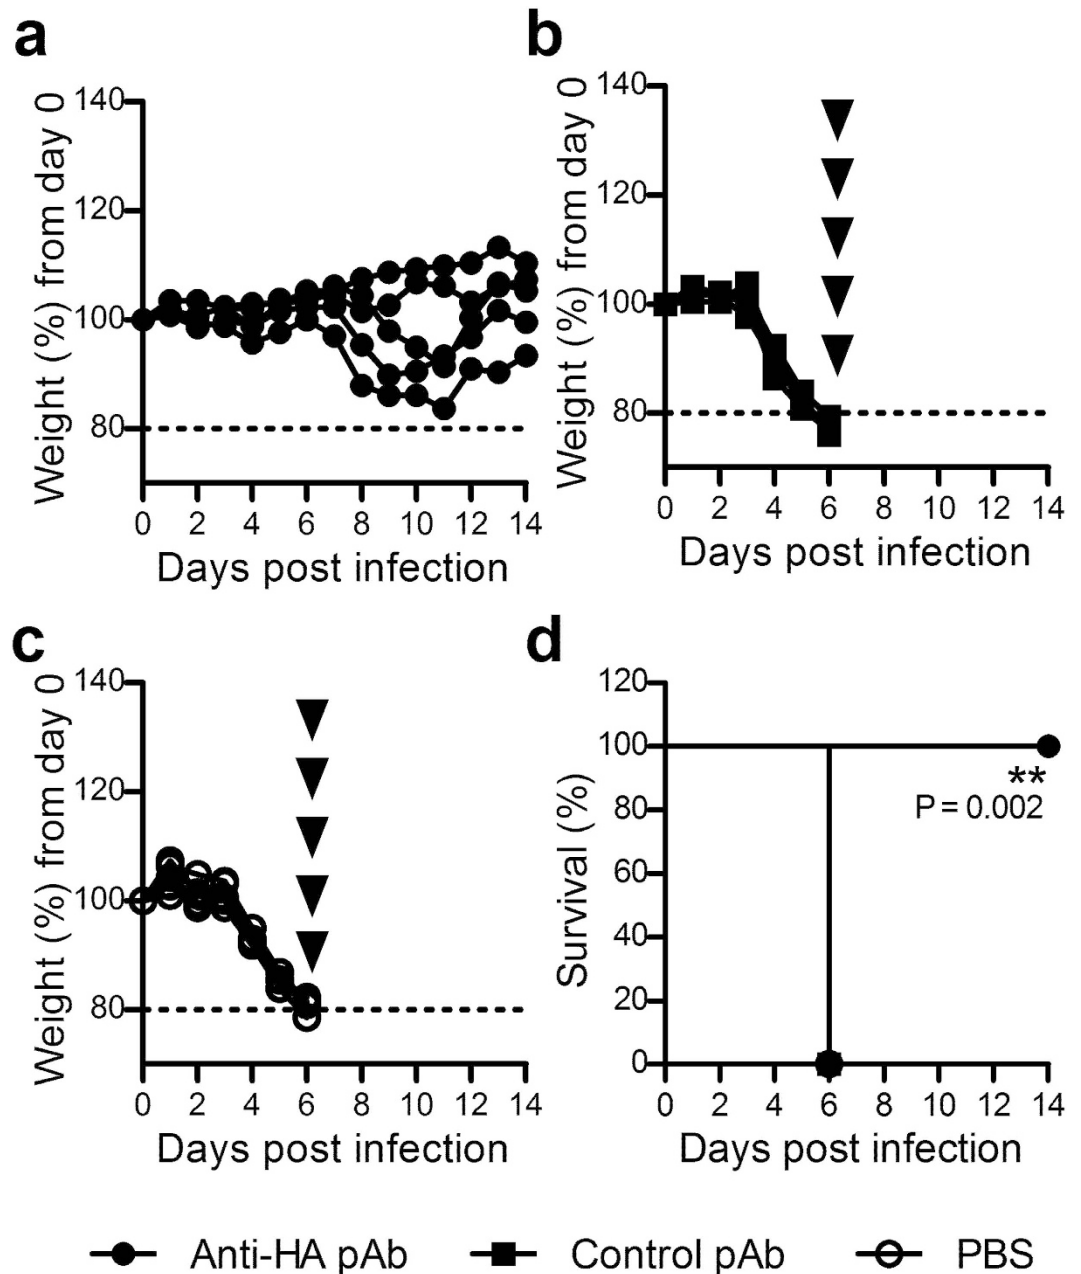 a
Weight (%) from day 0
140
120
100
80
0 2 4 6 8 10 12 14
Days post infection
b
Weight (%) from day 0
140
120
100
80
0 2 4 6 8 10 12 14
Days post infection
c
Weight (%) from day 0
140
120
100
80
0 2 4 6 8 10 12 14
Days post infection
d
Survival (%)
120
100
80
60
40
20
0
**
P = 0.002
0 2 4 6 8 10 12 14
Days post infection
Anti-HA pAb Control pAb PBS